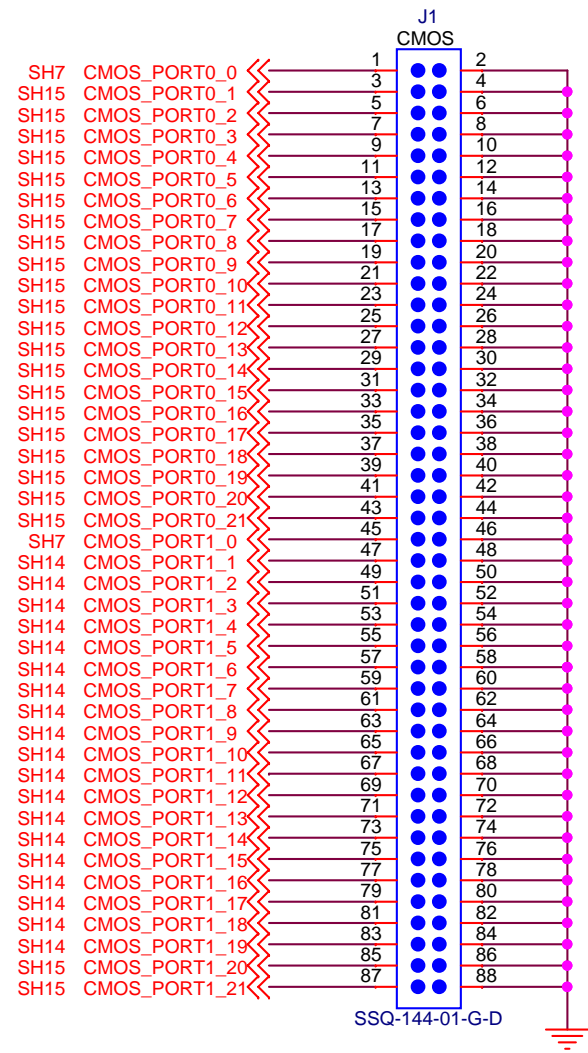 J1
CMOS
SH7 CMOS_PORT0_0 1 2
SH15 CMOS_PORT0_1 3 4
SH15 CMOS_PORT0_2 5 6
SH15 CMOS_PORT0_3 7 8
SH15 CMOS_PORT0_4 9 10
SH15 CMOS_PORT0_5 11 12
SH15 CMOS_PORT0_6 13 14
SH15 CMOS_PORT0_7 15 16
SH15 CMOS_PORT0_8 17 18
SH15 CMOS_PORT0_9 19 20
SH15 CMOS_PORT0_10 21 22
SH15 CMOS_PORT0_11 23 24
SH15 CMOS_PORT0_12 25 26
SH15 CMOS_PORT0_13 27 28
SH15 CMOS_PORT0_14 29 30
SH15 CMOS_PORT0_15 31 32
SH15 CMOS_PORT0_16 33 34
SH15 CMOS_PORT0_17 35 36
SH15 CMOS_PORT0_18 37 38
SH15 CMOS_PORT0_19 39 40
SH15 CMOS_PORT0_20 41 42
SH15 CMOS_PORT0_21 43 44
SH7 CMOS_PORT1_0 45 46
SH14 CMOS_PORT1_1 47 48
SH14 CMOS_PORT1_2 49 50
SH14 CMOS_PORT1_3 51 52
SH14 CMOS_PORT1_4 53 54
SH14 CMOS_PORT1_5 55 56
SH14 CMOS_PORT1_6 57 58
SH14 CMOS_PORT1_7 59 60
SH14 CMOS_PORT1_8 61 62
SH14 CMOS_PORT1_9 63 64
SH14 CMOS_PORT1_10 65 66
SH14 CMOS_PORT1_11 67 68
SH14 CMOS_PORT1_12 69 70
SH14 CMOS_PORT1_13 71 72
SH14 CMOS_PORT1_14 73 74
SH14 CMOS_PORT1_15 75 76
SH14 CMOS_PORT1_16 77 78
SH14 CMOS_PORT1_17 79 80
SH14 CMOS_PORT1_18 81 82
SH14 CMOS_PORT1_19 83 84
SH15 CMOS_PORT1_20 85 86
SH15 CMOS_PORT1_21 87 88
SSQ-144-01-G-D